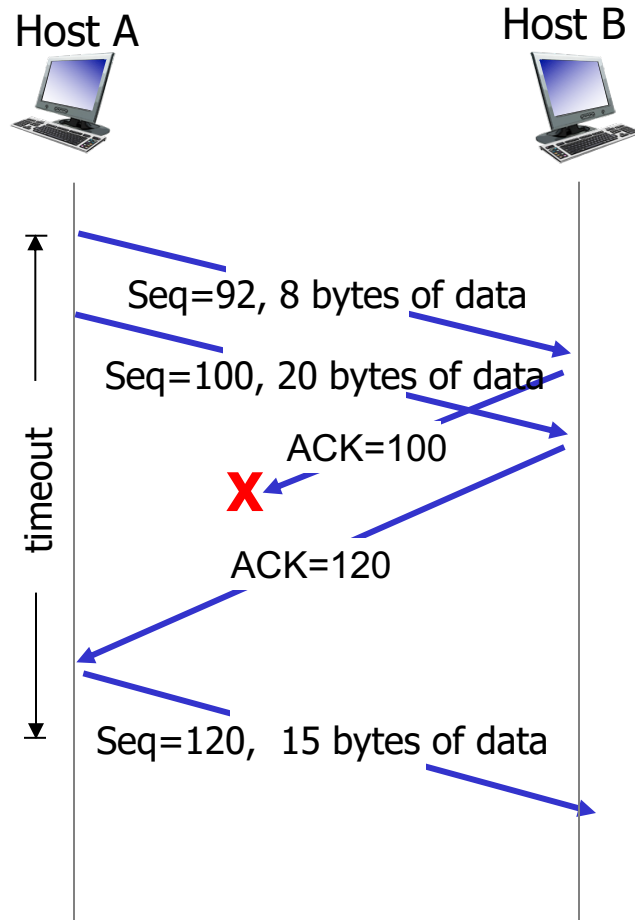 Host A
Host B
Seq=92, 8 bytes of data
Seq=100, 20 bytes of data
ACK=100
X
timeout
ACK=120
Seq=120, 15 bytes of data